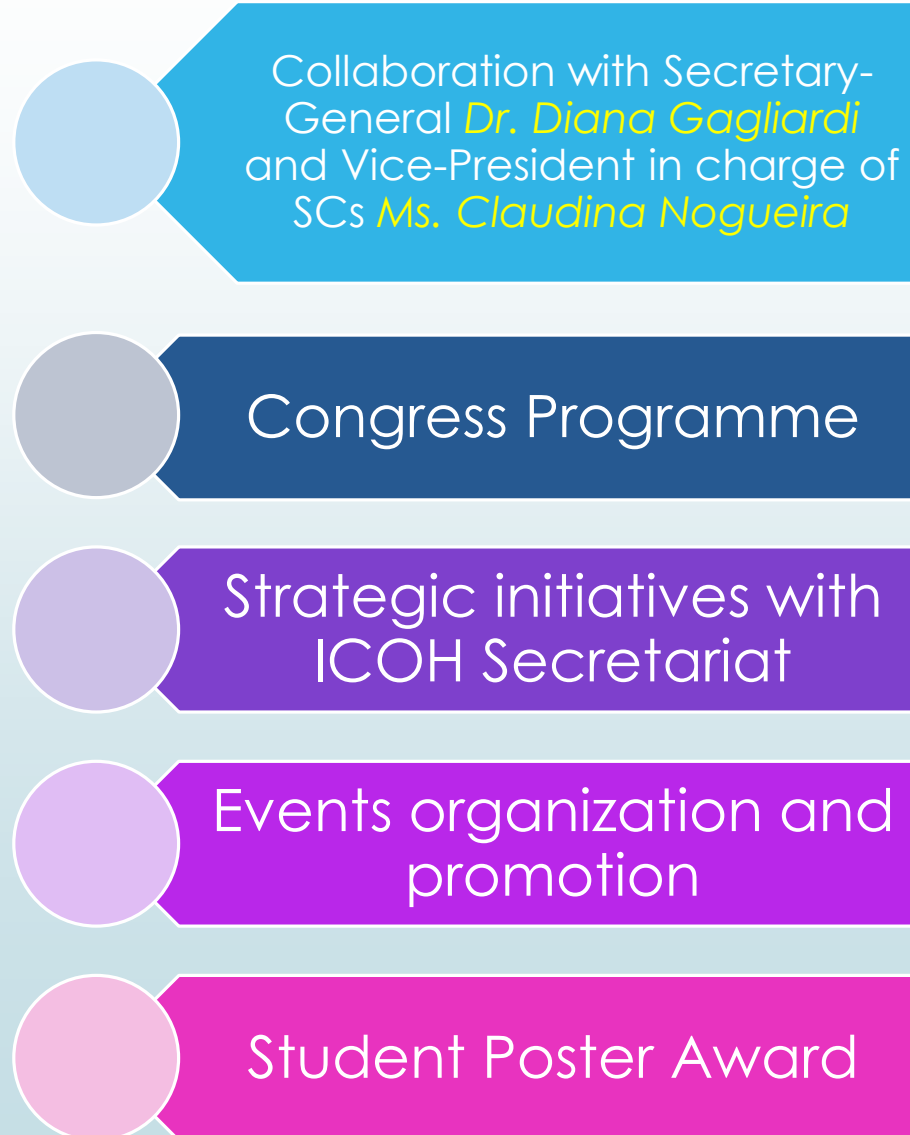 Collaboration with Secretary-
General Dr. Diana Gagliardi
and Vice-President in charge of
SCs Ms. Claudina Nogueira
Congress Programme
Strategic initiatives with
ICOH Secretariat
Events organization and
promotion
Student Poster Award